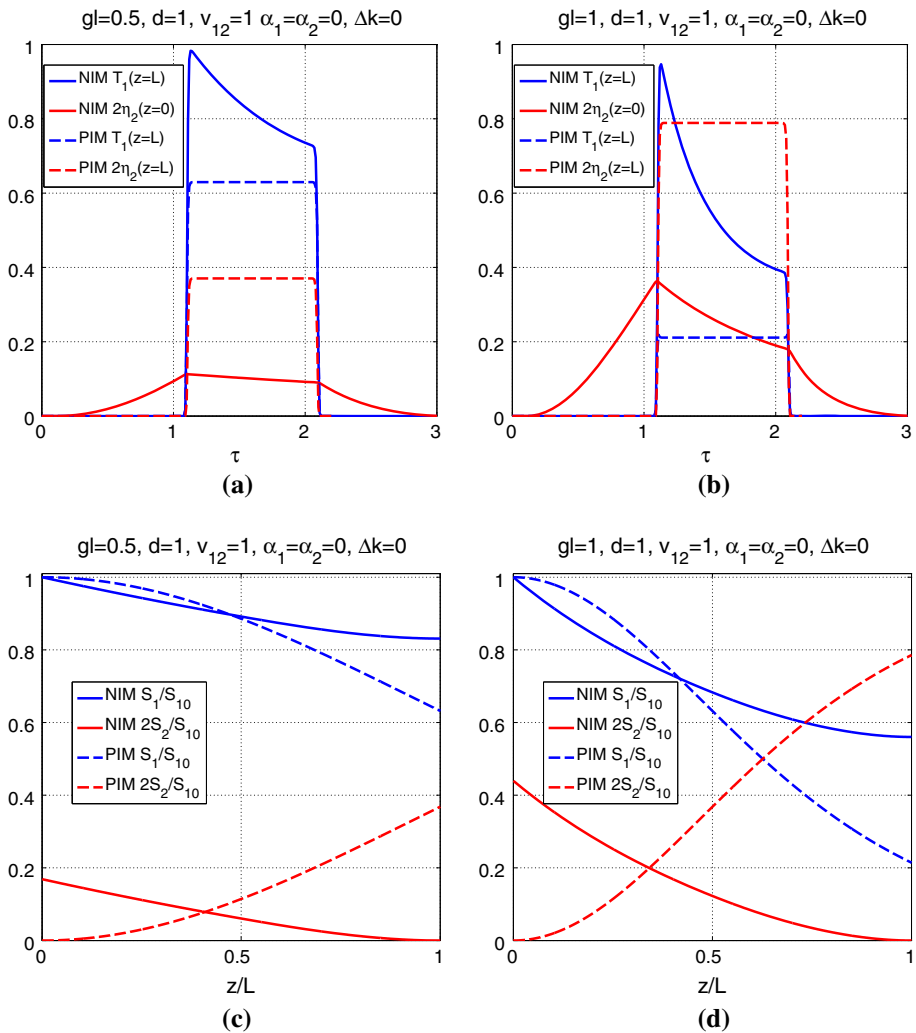 gl=0.5, d=1, v₁₂=1 α₁=α₂=0, Δk=0
1
0.8
0.6
0.4
0.2
0
NIM T₁(z=L)
NIM 2η₂(z=0)
PIM T₁(z=L)
PIM 2η₂(z=L)
0 1 2 3
τ
(a)
gl=1, d=1, v₁₂=1 α₁=α₂=0, Δk=0
1
0.8
0.6
0.4
0.2
0
NIM T₁(z=L)
NIM 2η₂(z=0)
PIM T₁(z=L)
PIM 2η₂(z=L)
0 1 2 3
τ
(b)
gl=0.5, d=1, v₁₂=1, α₁=α₂=0, Δk=0
1
0.8
0.6
0.4
0.2
0
NIM S₁/S₁₀
NIM 2S₂/S₁₀
PIM S₁/S₁₀
PIM 2S₂/S₁₀
0 0.5 1
z/L
(c)
gl=1, d=1, v₁₂=1, α₁=α₂=0, Δk=0
1
0.8
0.6
0.4
0.2
0
NIM S₁/S₁₀
NIM 2S₂/S₁₀
PIM S₁/S₁₀
PIM 2S₂/S₁₀
0 0.5 1
z/L
(d)